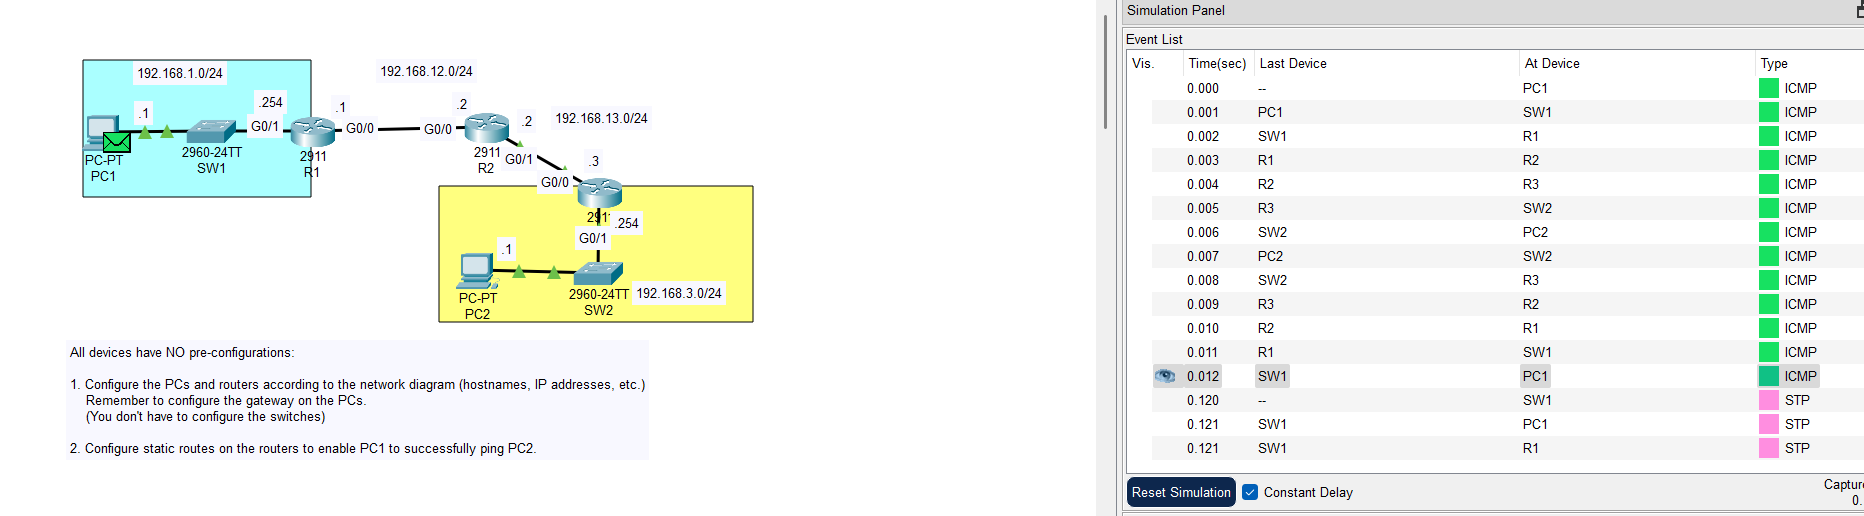 192.168.1.0/24
192.168.12.0/24
.1
.254
G0/1
.1
G0/0
.2
G0/0
.2
192.168.13.0/24
PC-PT
PC1
2960-24TT
SW1
2911
R1
2911
R2
G0/1
.3
G0/0
291
.254
G0/1
.1
PC-PT
PC2
2960-24TT
SW2
192.168.3.0/24
All devices have NO pre-configurations:
1. Configure the PCs and routers according to the network diagram (hostnames, IP addresses, etc.)
Remember to configure the gateway on the PCs.
(You don't have to configure the switches)
2. Configure static routes on the routers to enable PC1 to successfully ping PC2.
Simulation Panel
Event List
Vis. Time(sec) Last Device At Device Type
0.000 -- PC1 ICMP
0.001 PC1 SW1 ICMP
0.002 SW1 R1 ICMP
0.003 R1 R2 ICMP
0.004 R2 R3 ICMP
0.005 R3 SW2 ICMP
0.006 SW2 PC2 ICMP
0.007 PC2 SW2 ICMP
0.008 SW2 R3 ICMP
0.009 R3 R2 ICMP
0.010 R2 R1 ICMP
0.011 R1 SW1 ICMP
0.012 SW1 PC1 ICMP
0.120 -- SW1 STP
0.121 SW1 PC1 STP
0.121 SW1 R1 STP
Reset Simulation Constant Delay
Capture
0.